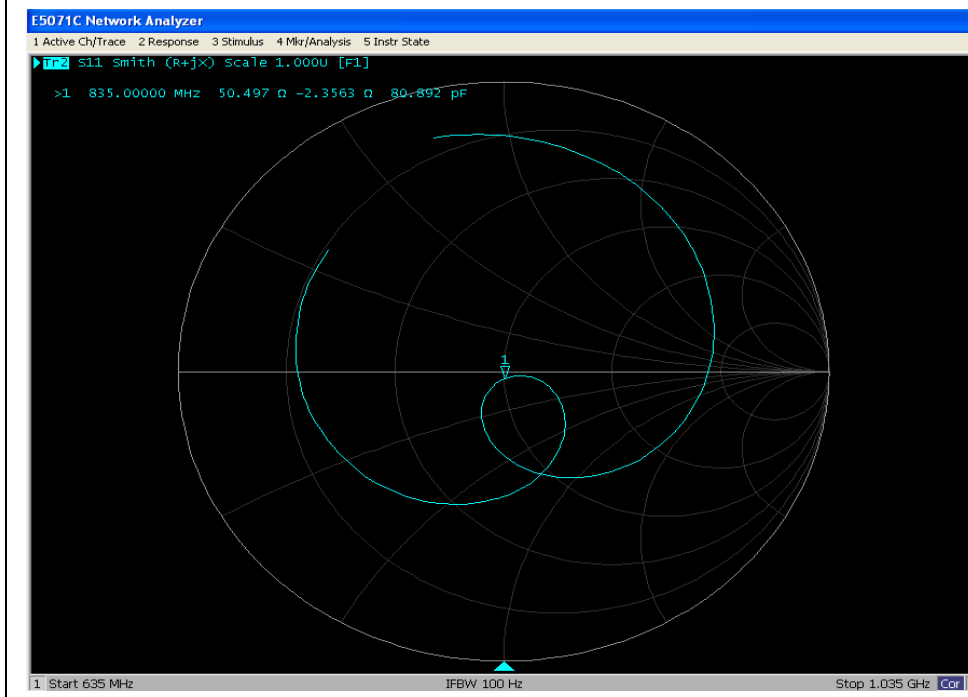 E5071C Network Analyzer
1 Active Ch/Trace 2 Response 3 Stimulus 4 Mkr/Analysis 5 Instr State
Tr2 S11 Smith (R+jX) Scale 1.000U [F1]
>1 835.00000 MHz 50.497 Ω -2.3563 Ω 80.892 pF
1
1 Start 635 MHz IFBW 100 Hz Stop 1.035 GHz Cor